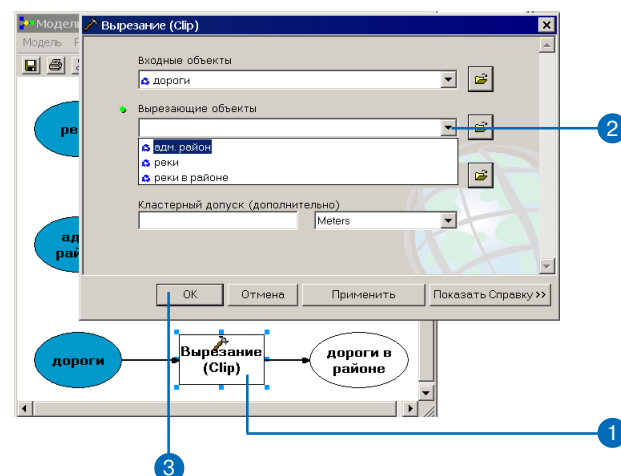 Модел
Вырезание (Clip)
Модель
Входные объекты
дороги
Вырезающие объекты
2
ре
адм. район
реки
реки в районе
Кластерный допуск (дополнительно)
Meters
ад
рай
OK
Отмена
Применить
Показать Справку >>
дороги
Вырезание
(Clip)
дороги в
районе
1
3